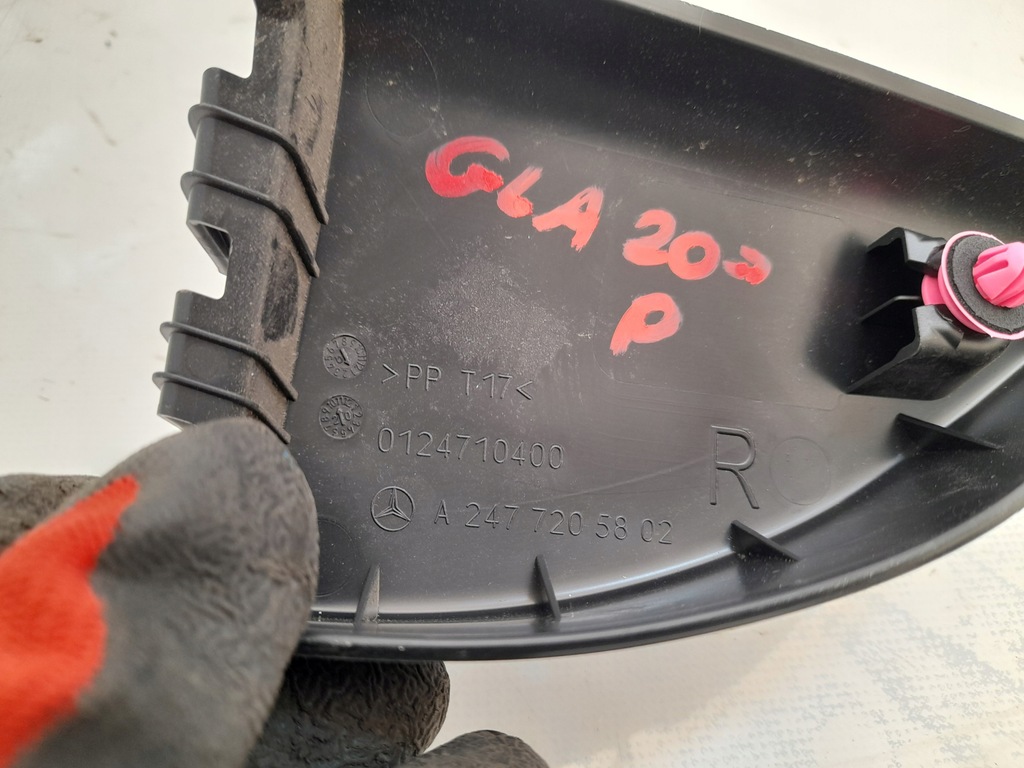 GLA 20->
P
>PP T17<
0124710400
R
A 247 720 58 02